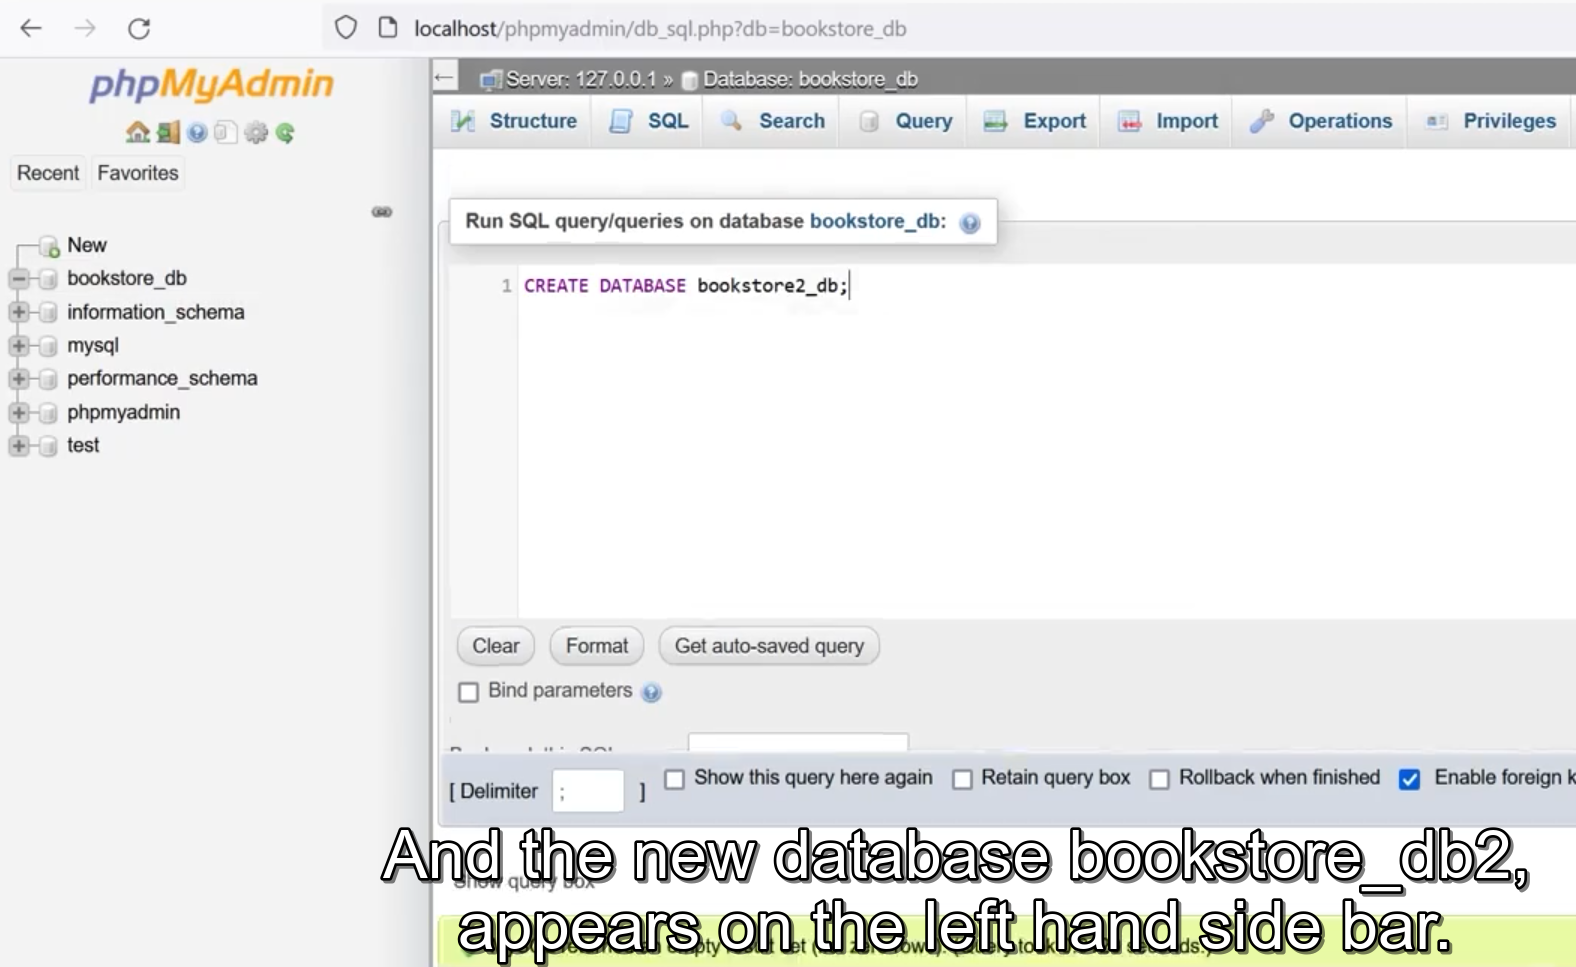 localhost/phpmyadmin/db_sql.php?db=bookstore_db
phpMyAdmin
Server: 127.0.0.1 » Database: bookstore_db
Structure SQL Search Query Export Import Operations Privileges
Recent Favorites
New
bookstore_db
information_schema
mysql
performance_schema
phpmyadmin
test
Run SQL query/queries on database bookstore_db:
1 CREATE DATABASE bookstore2_db;
Clear Format Get auto-saved query
Bind parameters
[ Delimiter ; ] Show this query here again Retain query box Rollback when finished Enable foreign k
Show query box
And the new database bookstore_db2,
appears on the left hand side bar.